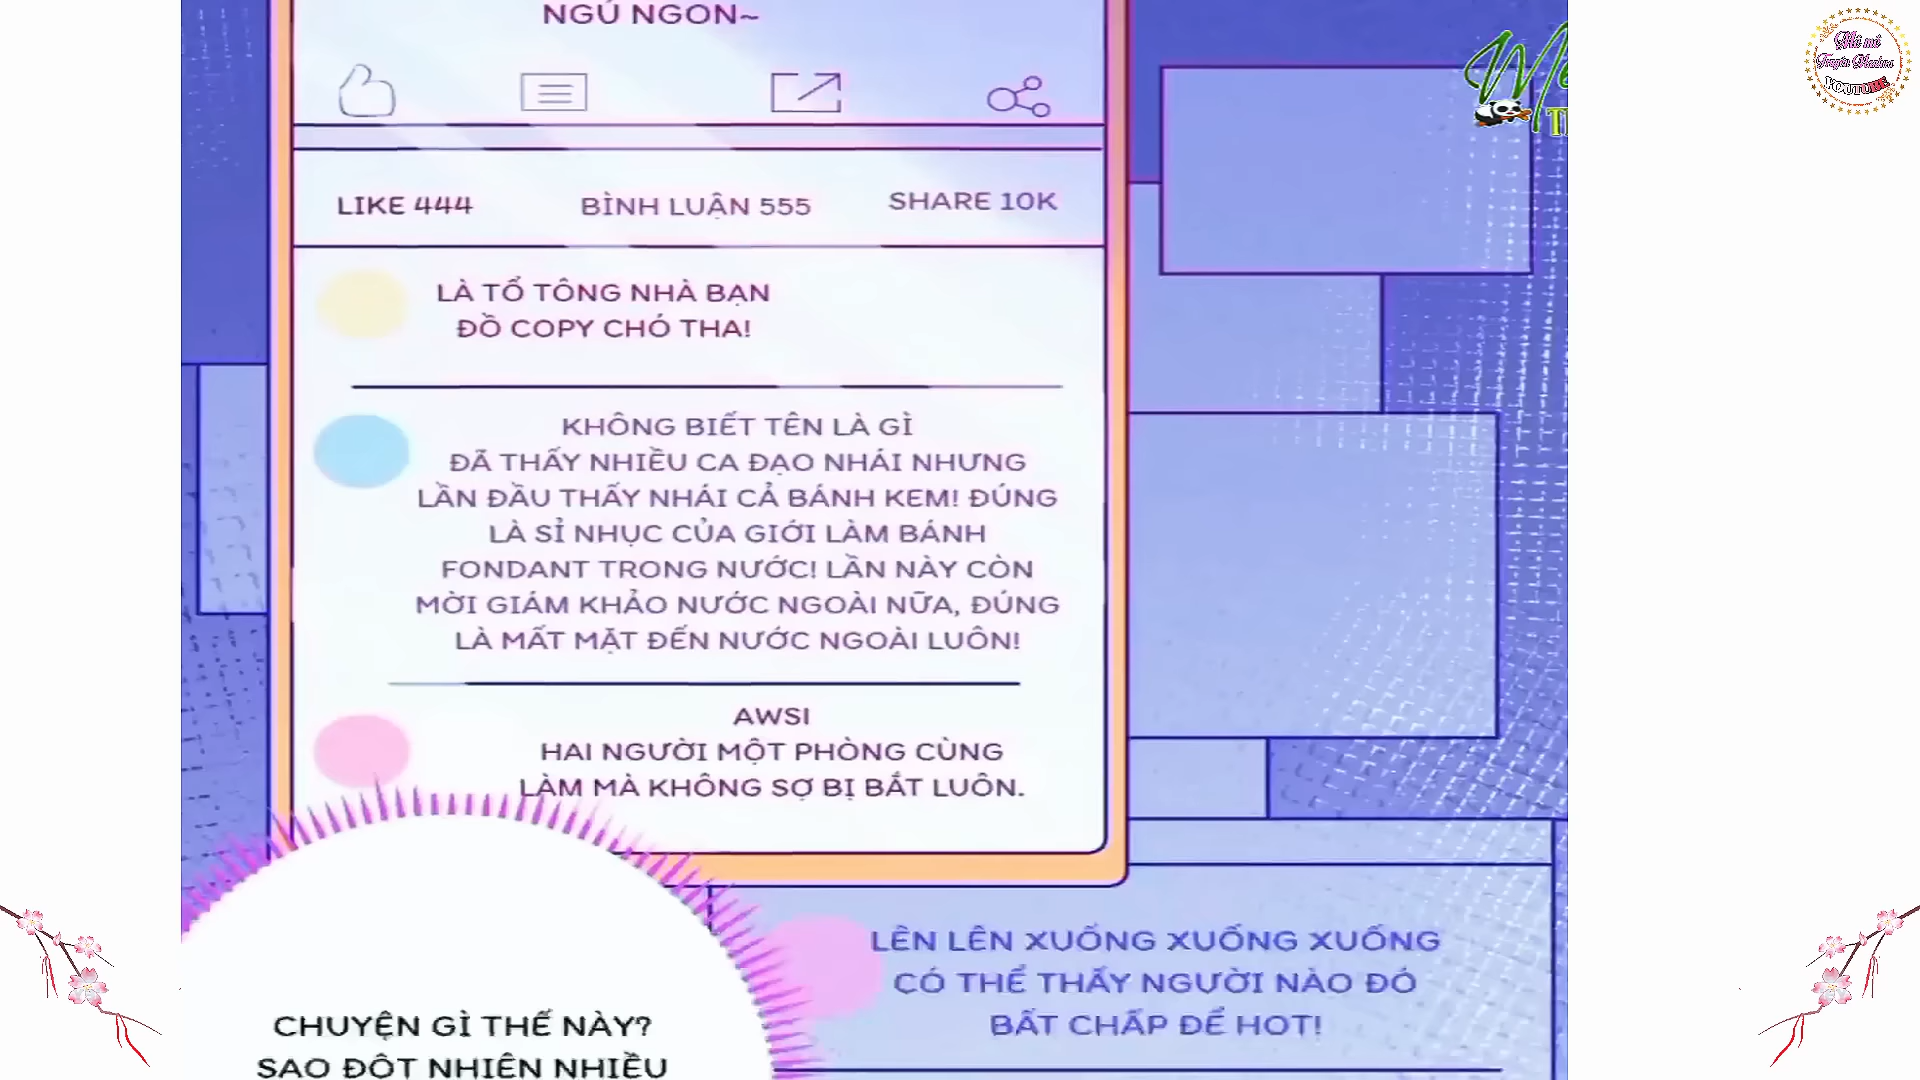 NGỦ NGON~
LIKE 444
BÌNH LUẬN 555
SHARE 10K
LÀ TỔ TÔNG NHÀ BẠN
ĐỒ COPY CHÓ THA!
KHÔNG BIẾT TÊN LÀ GÌ
ĐÃ THẤY NHIỀU CA ĐẠO NHÁI NHƯNG
LẦN ĐẦU THẤY NHÁI CẢ BÁNH KEM! ĐÚNG
LÀ SỈ NHỤC CỦA GIỚI LÀM BÁNH
FONDANT TRONG NƯỚC! LẦN NÀY CÒN
MỜI GIÁM KHẢO NƯỚC NGOÀI NỮA, ĐÚNG
LÀ MẤT MẶT ĐẾN NƯỚC NGOÀI LUÔN!
AWSI
HAI NGƯỜI MỘT PHÒNG CÙNG
LÀM MÀ KHÔNG SỢ BỊ BẮT LUÔN.
LÊN LÊN XUỐNG XUỐNG XUỐNG
CÓ THỂ THẤY NGƯỜI NÀO ĐÓ
BẤT CHẤP ĐỂ HOT!
CHUYỆN GÌ THẾ NÀY?
SAO ĐỘT NHIÊN NHIỀU
YOUTUBE